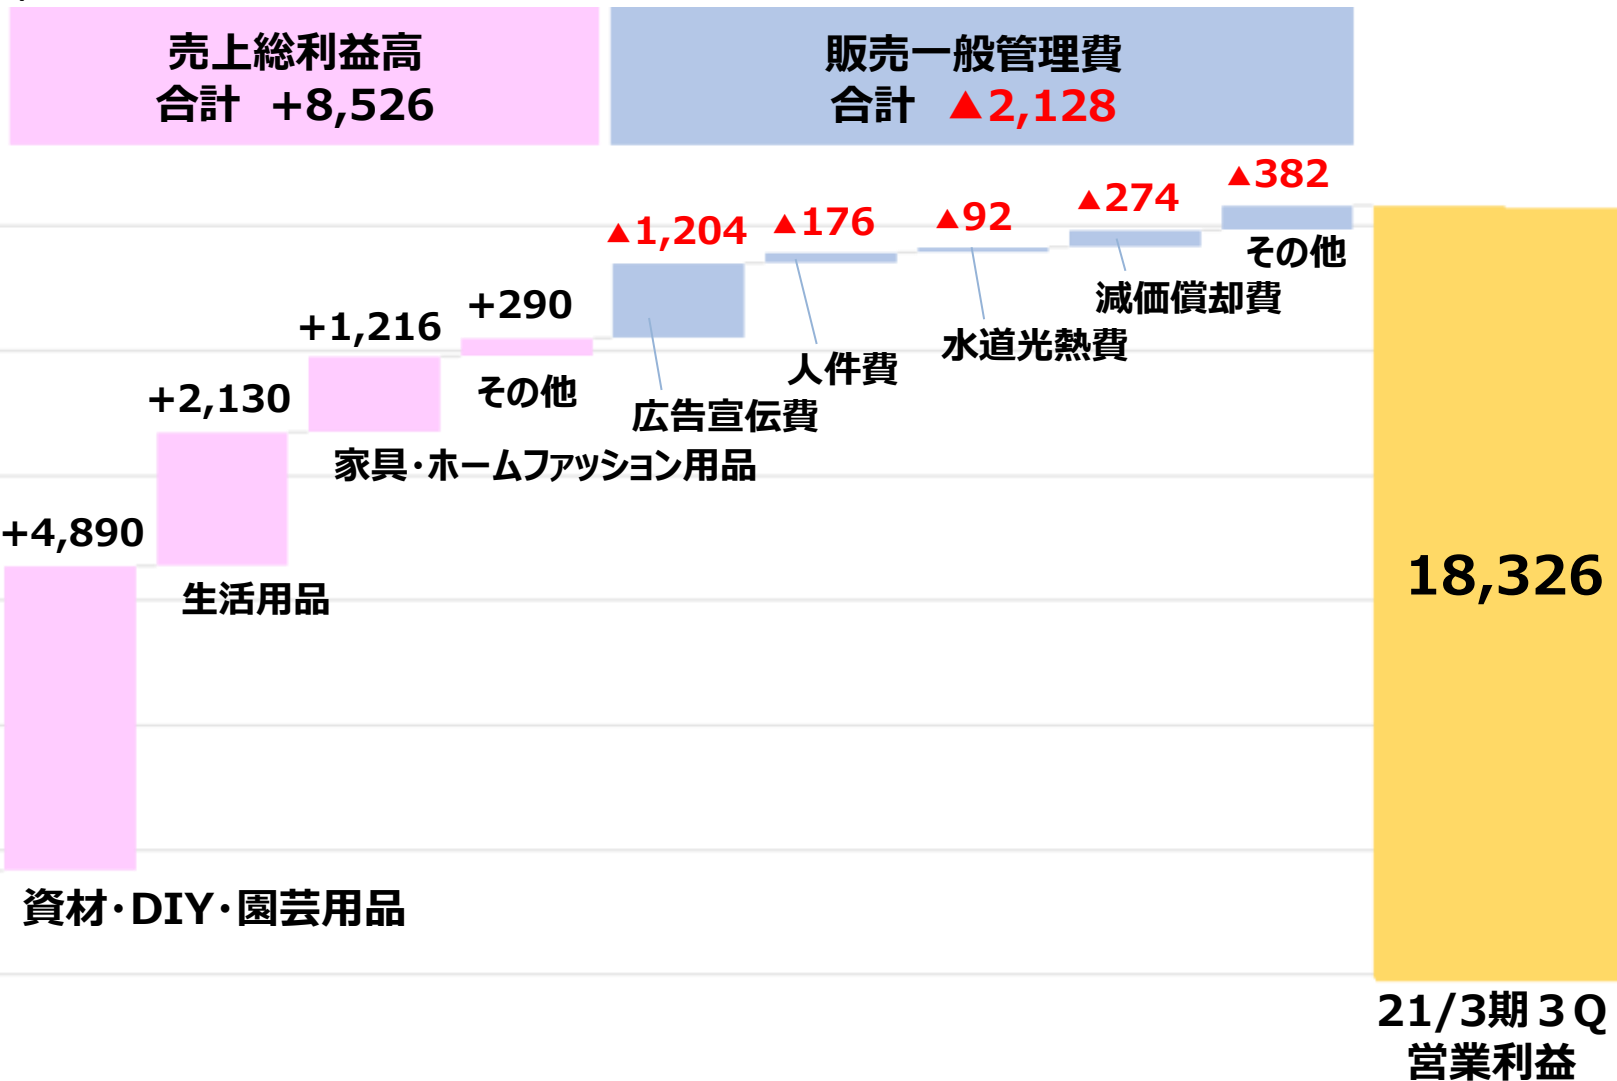 売上総利益高
合計 +8,526
販売一般管理費
合計 ▲2,128
+4,890
資材・DIY・園芸用品
+2,130
生活用品
+1,216
家具・ホームファッション用品
+290
その他
▲1,204
広告宣伝費
▲176
人件費
▲92
水道光熱費
▲274
減価償却費
▲382
その他
18,326
21/3期３Q
営業利益